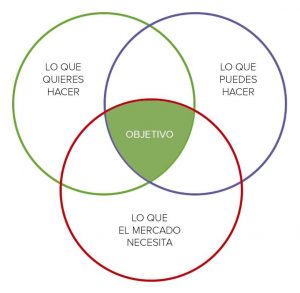 LO QUE
QUIERES
HACER
LO QUE
PUEDES
HACER
OBJETIVO
LO QUE
EL MERCADO
NECESITA